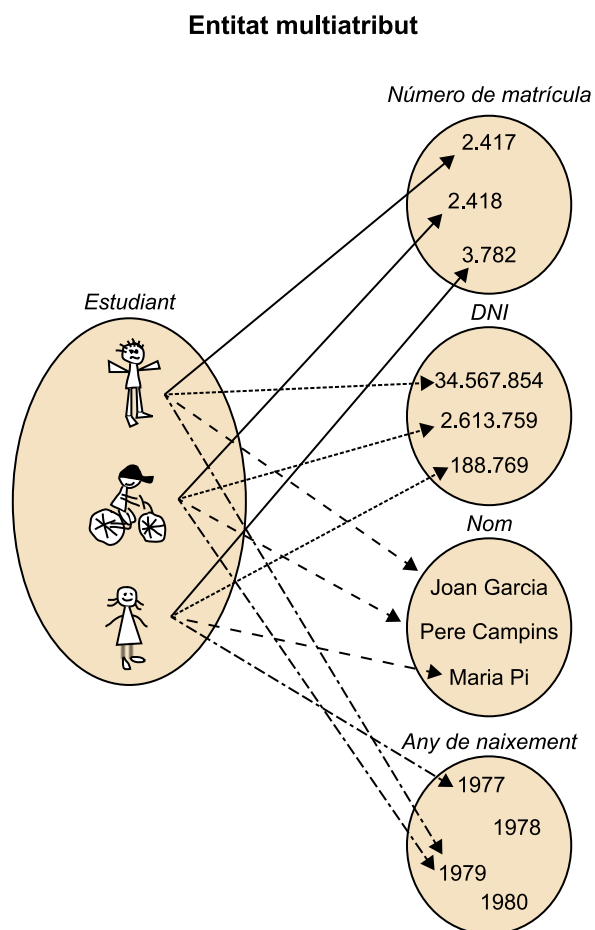 Entitat multiatribut
Número de matrícula
2.417
2.418
3.782
Estudiant
DNI
34.567.854
2.613.759
188.769
Nom
Joan Garcia
Pere Campins
Maria Pi
Any de naixement
1977
1978
1979
1980